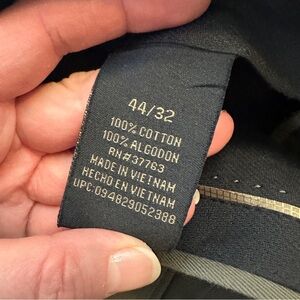 44/32
100% COTTON
100% ALGODON
RN#37763
MADE IN VIETNAM
HECHO EN VIETNAM
UPC:094829052388